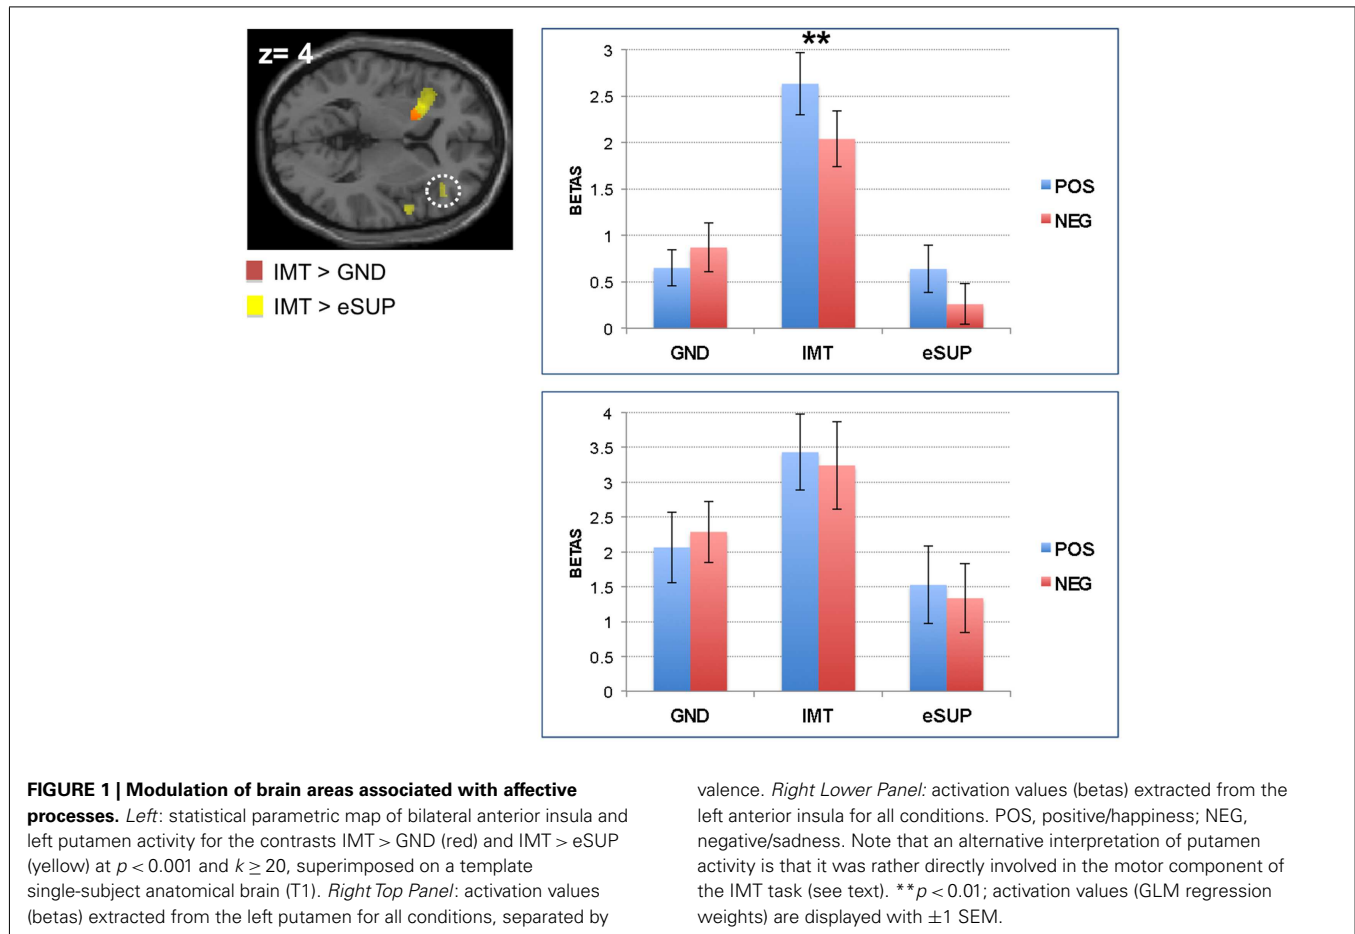 z= 4
IMT > GND
IMT > eSUP
**
3
2.5
2
1.5
1
0.5
0
BETAS
GND IMT eSUP
POS
NEG
4
3.5
3
2.5
2
1.5
1
0.5
0
BETAS
GND IMT eSUP
POS
NEG
FIGURE 1 | Modulation of brain areas associated with affective
processes. Left: statistical parametric map of bilateral anterior insula and
left putamen activity for the contrasts IMT > GND (red) and IMT > eSUP
(yellow) at p < 0.001 and k ≥ 20, superimposed on a template
single-subject anatomical brain (T1). Right Top Panel: activation values
(betas) extracted from the left putamen for all conditions, separated by
valence. Right Lower Panel: activation values (betas) extracted from the
left anterior insula for all conditions. POS, positive/happiness; NEG,
negative/sadness. Note that an alternative interpretation of putamen
activity is that it was rather directly involved in the motor component of
the IMT task (see text). **p < 0.01; activation values (GLM regression
weights) are displayed with ±1 SEM.